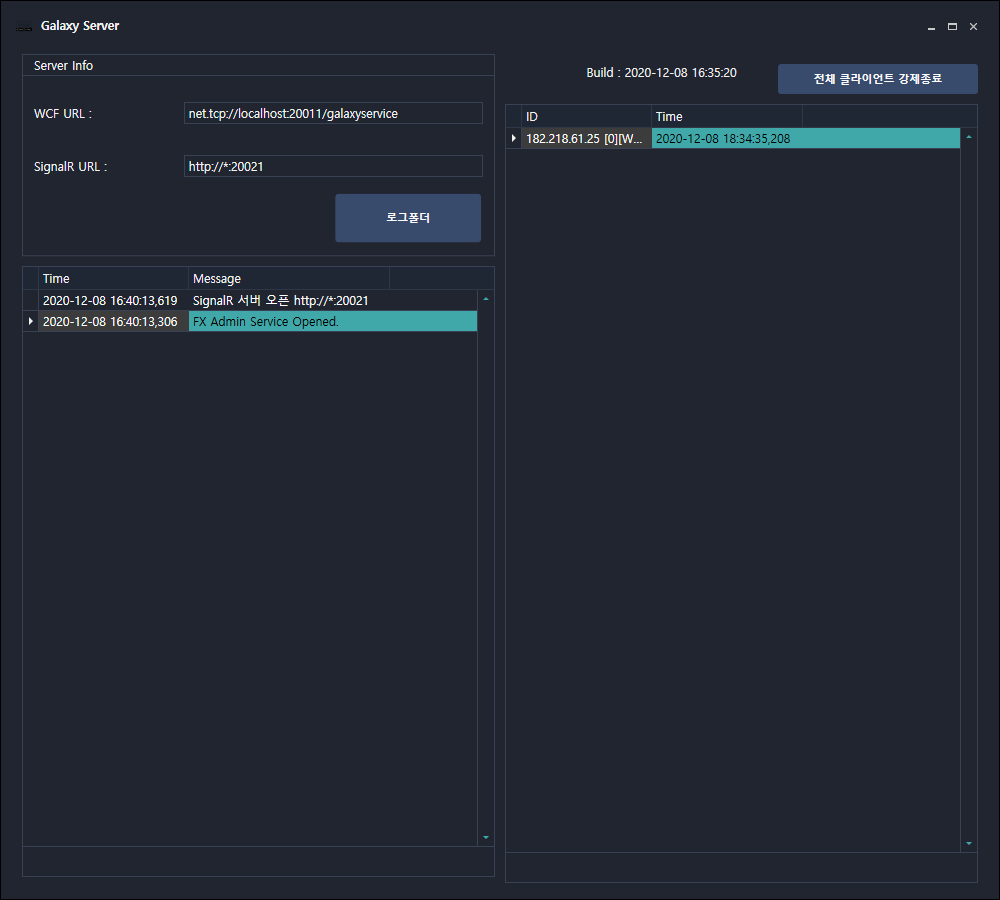 Galaxy Server
Server Info
WCF URL :
net.tcp://localhost:20011/galaxyservice
SignalR URL :
http://*:20021
로그폴더
Time Message
2020-12-08 16:40:13,619 SignalR 서버 오픈 http://*:20021
2020-12-08 16:40:13,306 FX Admin Service Opened.
Build : 2020-12-08 16:35:20
전체 클라이언트 강제종료
ID Time
182.218.61.25 [0][W... 2020-12-08 18:34:35,208